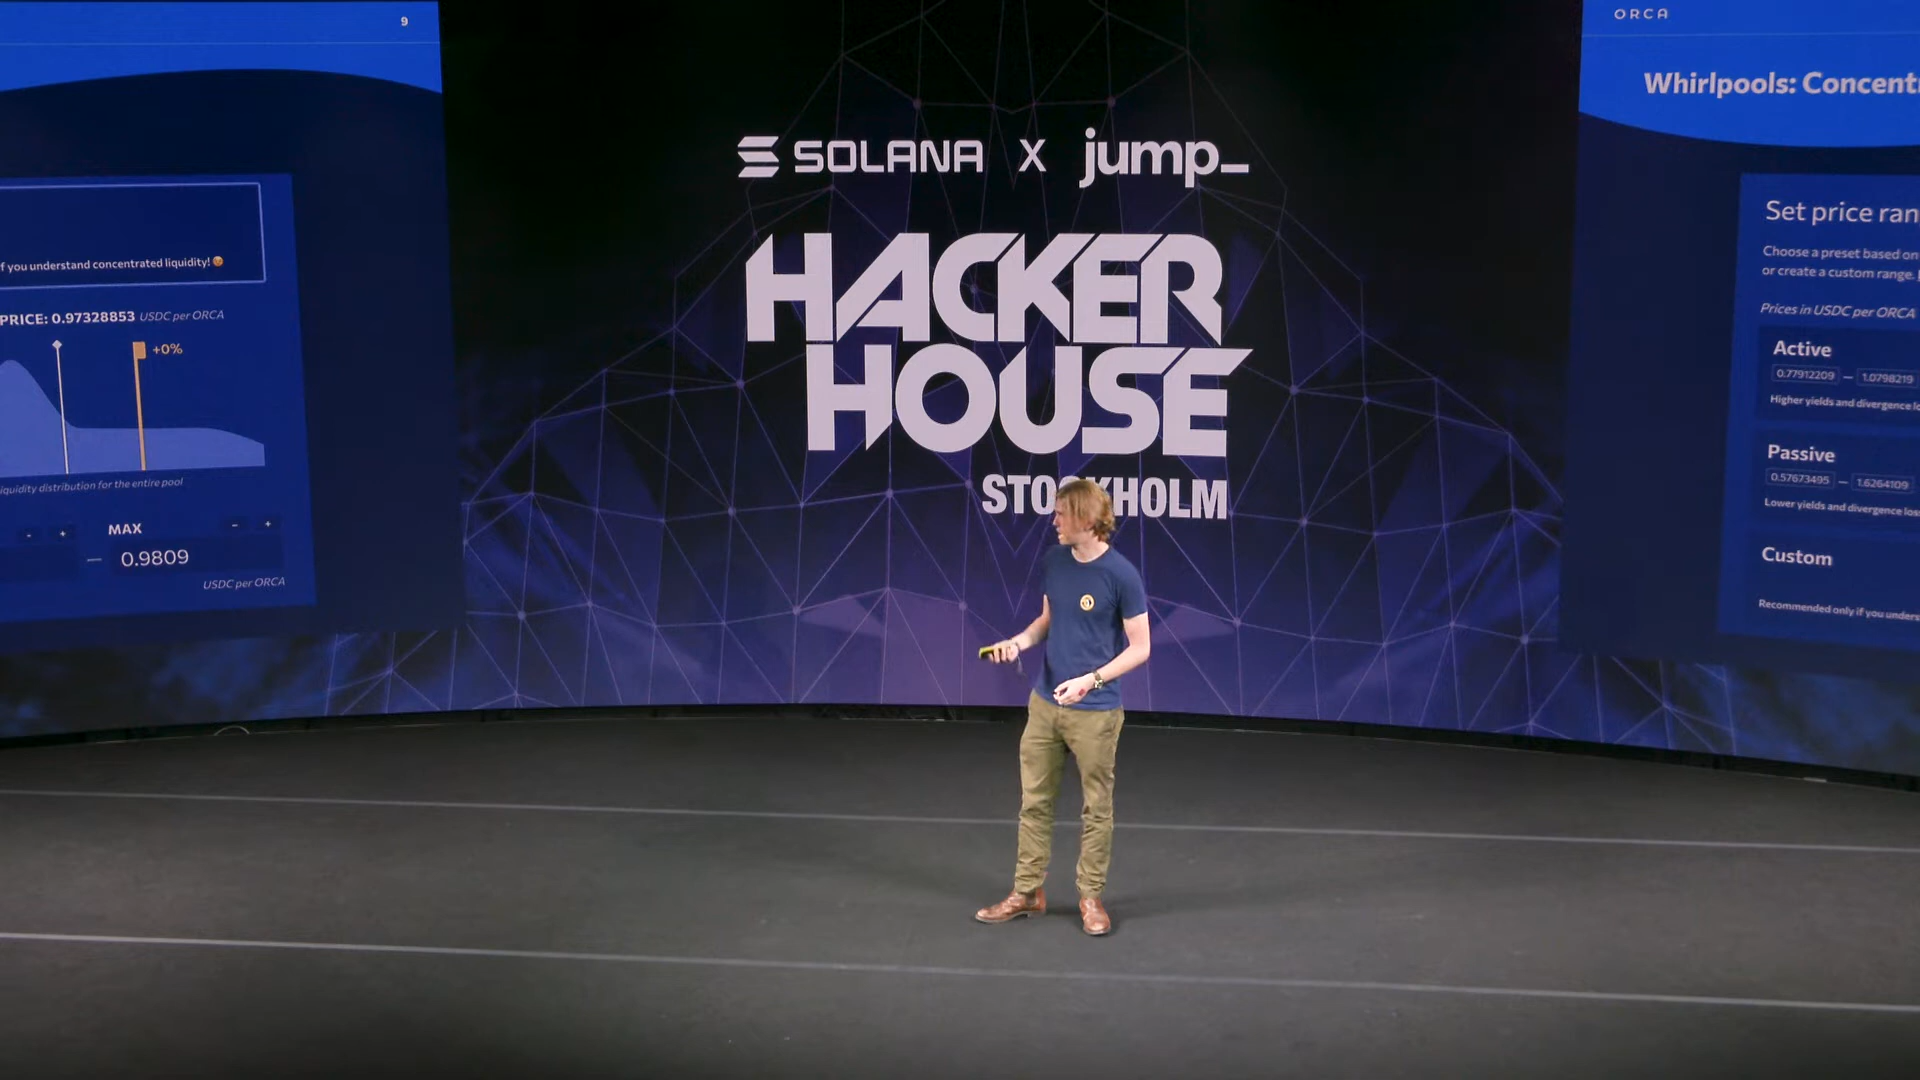 9
f you understand concentrated liquidity!
PRICE: 0.97328853 USDC per ORCA
+0%
iquidity distribution for the entire pool
- + MAX - +
— 0.9809
USDC per ORCA
SOLANA X jump_
HACKER
HOUSE
STOCKHOLM
ORCA
Whirlpools: Concent
Set price ran
Choose a preset based on
or create a custom range.
Prices in USDC per ORCA
Active
0.77912209 — 1.0798219
Higher yields and divergence lo
Passive
0.57673495 — 1.6264109
Lower yields and divergence loss
Custom
Recommended only if you unders